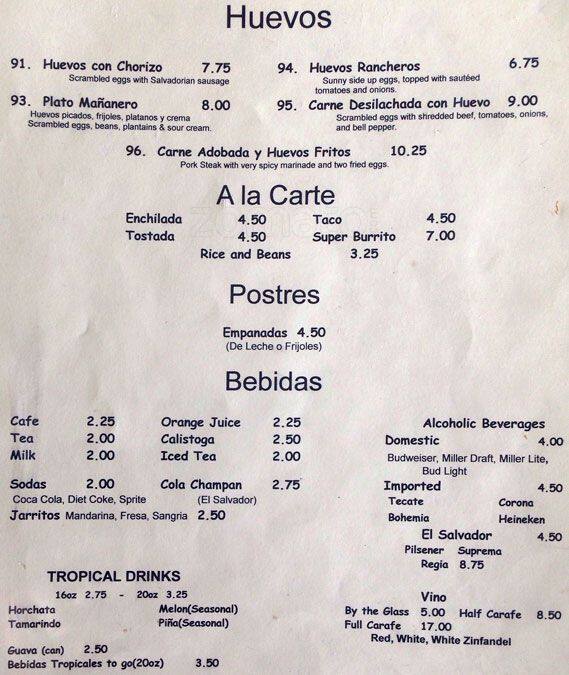 Huevos
91. Huevos con Chorizo 7.75
Scrambled eggs with Salvadorian sausage
94. Huevos Rancheros 6.75
Sunny side up eggs, topped with sautéed
tomatoes and onions.
93. Plato Mañanero 8.00
Huevos picados, frijoles, platanos y crema
Scrambled eggs, beans, plantains & sour cream.
95. Carne Desilachada con Huevo 9.00
Scrambled eggs with shredded beef, tomatoes, onions,
and bell pepper.
96. Carne Adobada y Huevos Fritos 10.25
Pork Steak with very spicy marinade and two fried eggs.
A la Carte
Enchilada 4.50 Taco 4.50
Tostada 4.50 Super Burrito 7.00
Rice and Beans 3.25
Postres
Empanadas 4.50
(De Leche o Frijoles)
Bebidas
Cafe 2.25 Orange Juice 2.25
Tea 2.00 Calistoga 2.50
Milk 2.00 Iced Tea 2.00
Sodas 2.00 Cola Champan 2.75
Coca Cola, Diet Coke, Sprite (El Salvador)
Jarritos Mandarina, Fresa, Sangria 2.50
TROPICAL DRINKS
16oz 2.75 - 20oz 3.25
Horchata Melon(Seasonal)
Tamarindo Piña(Seasonal)
Guava (can) 2.50
Bebidas Tropicales to go(20oz) 3.50
Alcoholic Beverages
Domestic 4.00
Budweiser, Miller Draft, Miller Lite,
Bud Light
Imported 4.50
Tecate Corona
Bohemia Heineken
El Salvador 4.50
Pilsener Suprema
Regia 8.75
Vino
By the Glass 5.00 Half Carafe 8.50
Full Carafe 17.00
Red, White, White Zinfandel